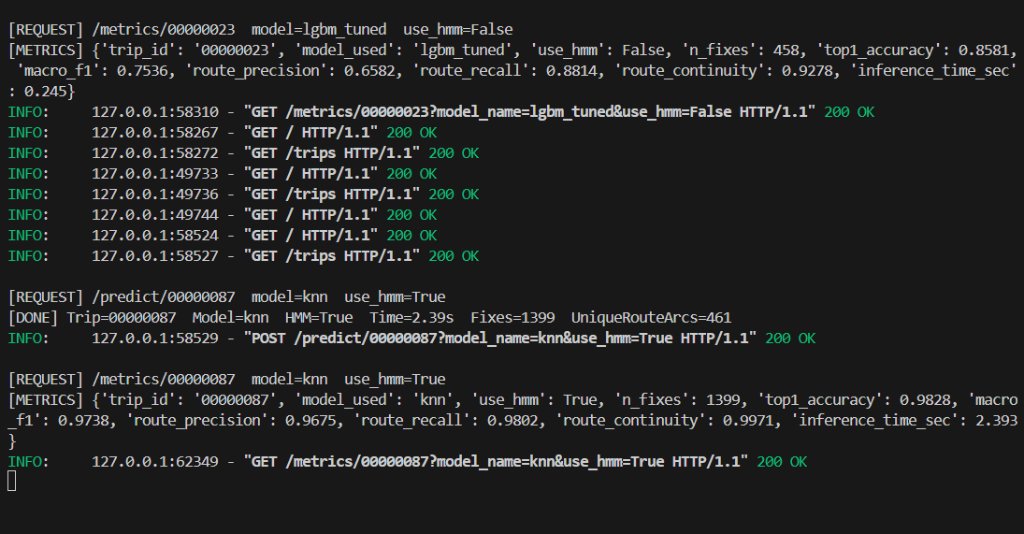 [REQUEST] /metrics/00000023  model=lgbm_tuned  use_hmm=False
[METRICS] {'trip_id': '00000023', 'model_used': 'lgbm_tuned', 'use_hmm': False, 'n_fixes': 458, 'top1_accuracy': 0.8581,
 'macro_f1': 0.7536, 'route_precision': 0.6582, 'route_recall': 0.8814, 'route_continuity': 0.9278, 'inference_time_sec'
: 0.245}
INFO:     127.0.0.1:58310 - "GET /metrics/00000023?model_name=lgbm_tuned&use_hmm=False HTTP/1.1" 200 OK
INFO:     127.0.0.1:58267 - "GET / HTTP/1.1" 200 OK
INFO:     127.0.0.1:58272 - "GET /trips HTTP/1.1" 200 OK
INFO:     127.0.0.1:49733 - "GET / HTTP/1.1" 200 OK
INFO:     127.0.0.1:49736 - "GET /trips HTTP/1.1" 200 OK
INFO:     127.0.0.1:49744 - "GET / HTTP/1.1" 200 OK
INFO:     127.0.0.1:58524 - "GET / HTTP/1.1" 200 OK
INFO:     127.0.0.1:58527 - "GET /trips HTTP/1.1" 200 OK
[REQUEST] /predict/00000087  model=knn  use_hmm=True
[DONE] Trip=00000087  Model=knn  HMM=True  Time=2.39s  Fixes=1399  UniqueRouteArcs=461
INFO:     127.0.0.1:58529 - "POST /predict/00000087?model_name=knn&use_hmm=True HTTP/1.1" 200 OK
[REQUEST] /metrics/00000087  model=knn  use_hmm=True
[METRICS] {'trip_id': '00000087', 'model_used': 'knn', 'use_hmm': True, 'n_fixes': 1399, 'top1_accuracy': 0.9828, 'macro
_f1': 0.9738, 'route_precision': 0.9675, 'route_recall': 0.9802, 'route_continuity': 0.9971, 'inference_time_sec': 2.393
}
INFO:     127.0.0.1:62349 - "GET /metrics/00000087?model_name=knn&use_hmm=True HTTP/1.1" 200 OK